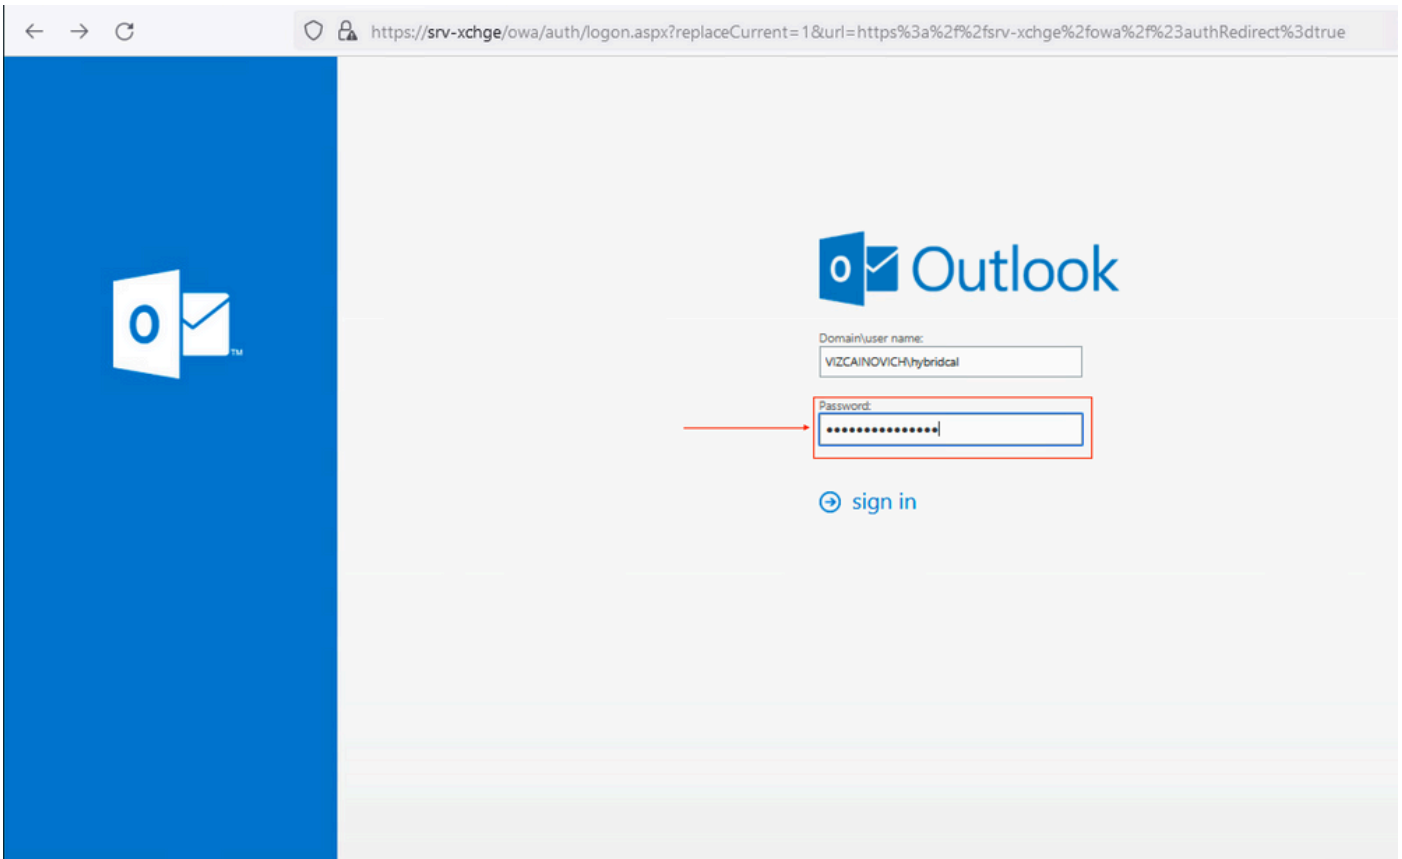 https://srv-xchge/owa/auth/logon.aspx?replaceCurrent=1&url=https%3a%2f%2fsrv-xchge%2fowa%2f%23authRedirect%3dtrue
O
TM
O Outlook
Domain\user name:
VIZCAINOVICH\hybridcal
Password:
•••••••••••••••
sign in